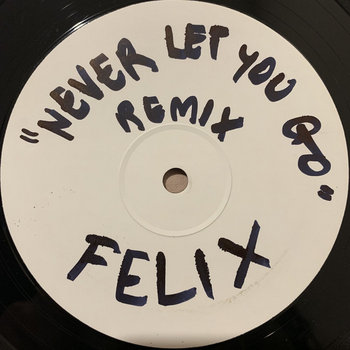 "NEVER LET YOU GO"
REMIX
FELIX